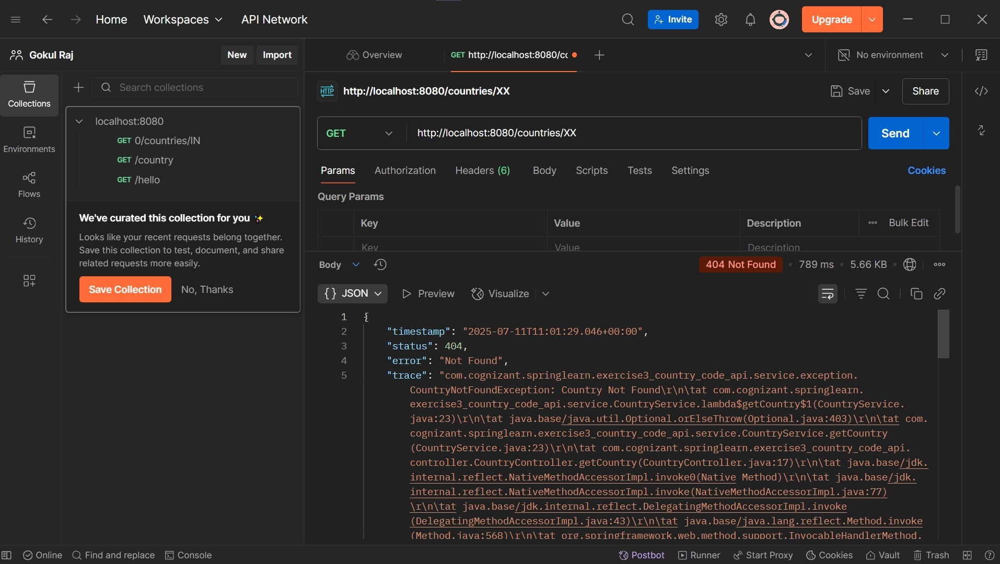 Home
Workspaces
API Network
Invite
Upgrade
Gokul Raj
New
Import
Overview
GET http://localhost:8080/cc
No environment
Collections
Environments
Flows
History
Search collections
localhost:8080
GET 0/countries/IN
GET /country
GET /hello
We've curated this collection for you ✨
Looks like your recent requests belong together.
Save this collection to test, document, and share
related requests more easily.
Save Collection
No, Thanks
HTTP
http://localhost:8080/countries/XX
Save
Share
GET
http://localhost:8080/countries/XX
Send
Params
Authorization
Headers (6)
Body
Scripts
Tests
Settings
Cookies
Query Params
Key
Value
Description
Bulk Edit
Key
Value
Description
Body
404 Not Found
789 ms
5.66 KB
{} JSON
Preview
Visualize
1 {
2 "timestamp": "2025-07-11T11:01:29.046+00:00",
3 "status": 404,
4 "error": "Not Found",
5 "trace": "com.cognizant.springlearn.exercise3_country_code_api.service.exception.
CountryNotFoundException: Country Not Found\r\n\tat com.cognizant.springlearn.
exercise3_country_code_api.service.CountryService.lambda$getCountry$1(CountryService.
java:23)\r\n\tat java.base/java.util.Optional.orElseThrow(Optional.java:403)\r\n\tat com.
cognizant.springlearn.exercise3_country_code_api.service.CountryService.getCountry
(CountryService.java:23)\r\n\tat com.cognizant.springlearn.exercise3_country_code_api.
controller.CountryController.getCountry(CountryController.java:17)\r\n\tat java.base/jdk.
internal.reflect.NativeMethodAccessorImpl.invoke0(Native Method)\r\n\tat java.base/jdk.
internal.reflect.NativeMethodAccessorImpl.invoke(NativeMethodAccessorImpl.java:77)
\r\n\tat java.base/jdk.internal.reflect.DelegatingMethodAccessorImpl.invoke
(DelegatingMethodAccessorImpl.java:43)\r\n\tat java.base/java.lang.reflect.Method.invoke
(Method.java:568)\r\n\tat org.springframework.web.method.support.InvocableHandlerMethod.
Online
Find and replace
Console
Postbot
Runner
Start Proxy
Cookies
Vault
Trash